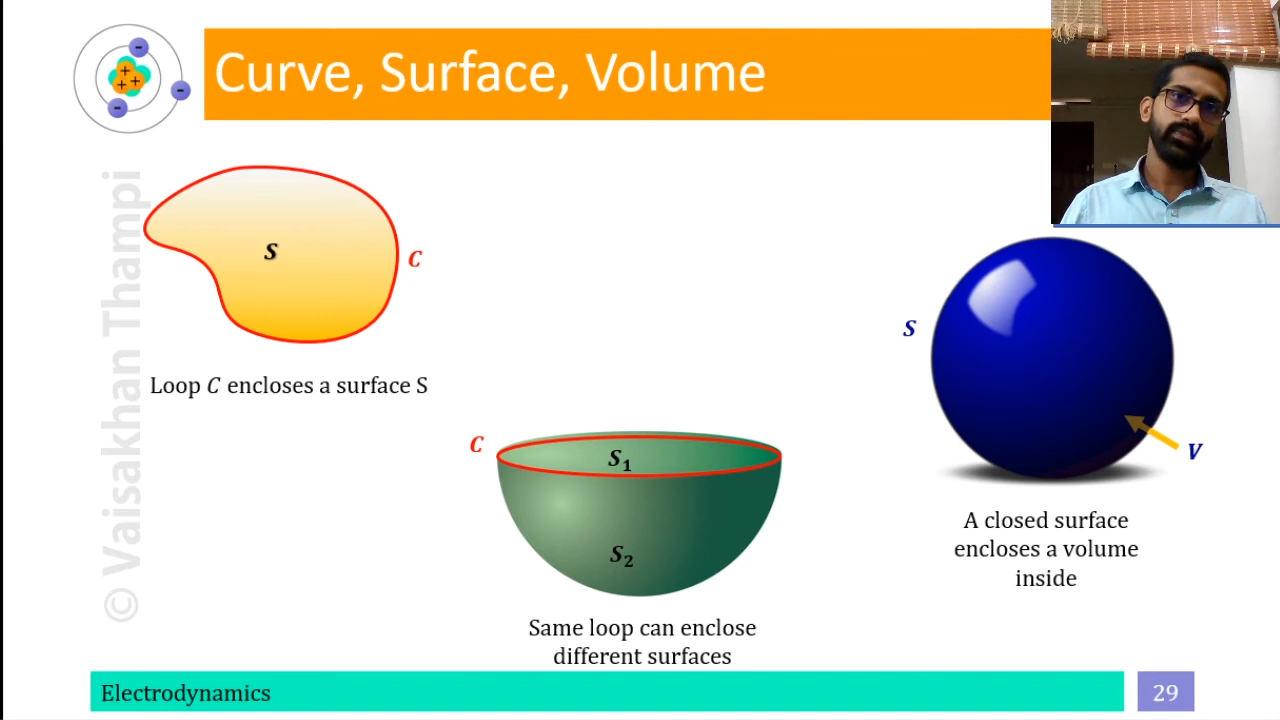 Curve, Surface, Volume
© Vaisakhan Thampi
S
C
Loop C encloses a surface S
C
S₁
S₂
Same loop can enclose
different surfaces
S
V
A closed surface
encloses a volume
inside
Electrodynamics
29
-
-
-
+
+
+